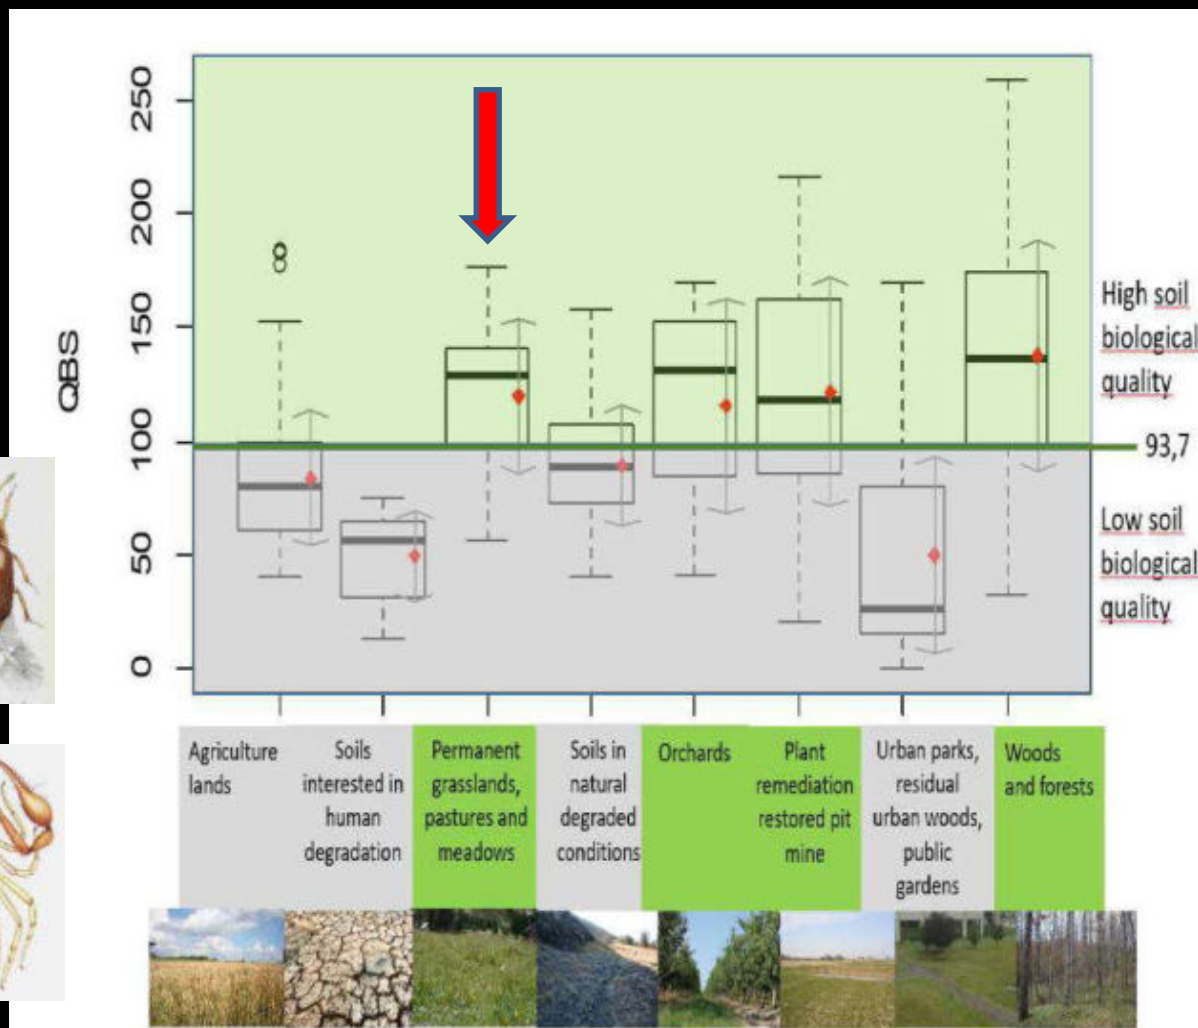 250
200
150
100
50
0
QBS
High soil
biological
quality
93,7
Low soil
biological
quality
Agriculture
lands
Soils
interested in
human
degradation
Permanent
grasslands,
pastures and
meadows
Soils in
natural
degraded
conditions
Orchards
Plant
remediation
restored pit
mine
Urban parks,
residual
urban woods,
public
gardens
Woods
and forests